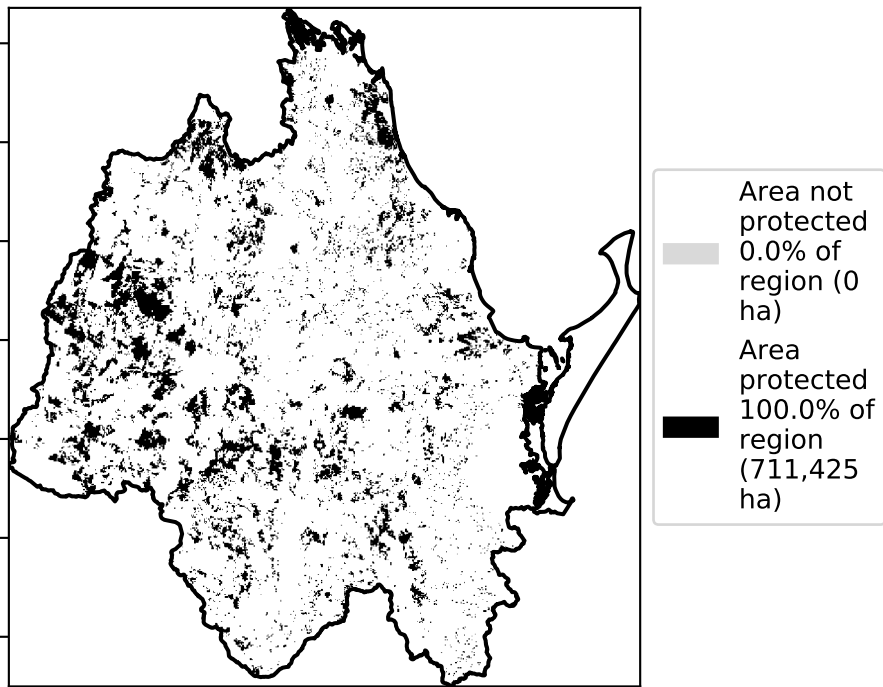 Area not
protected
0.0% of
region (0
ha)
Area
protected
100.0% of
region
(711,425
ha)